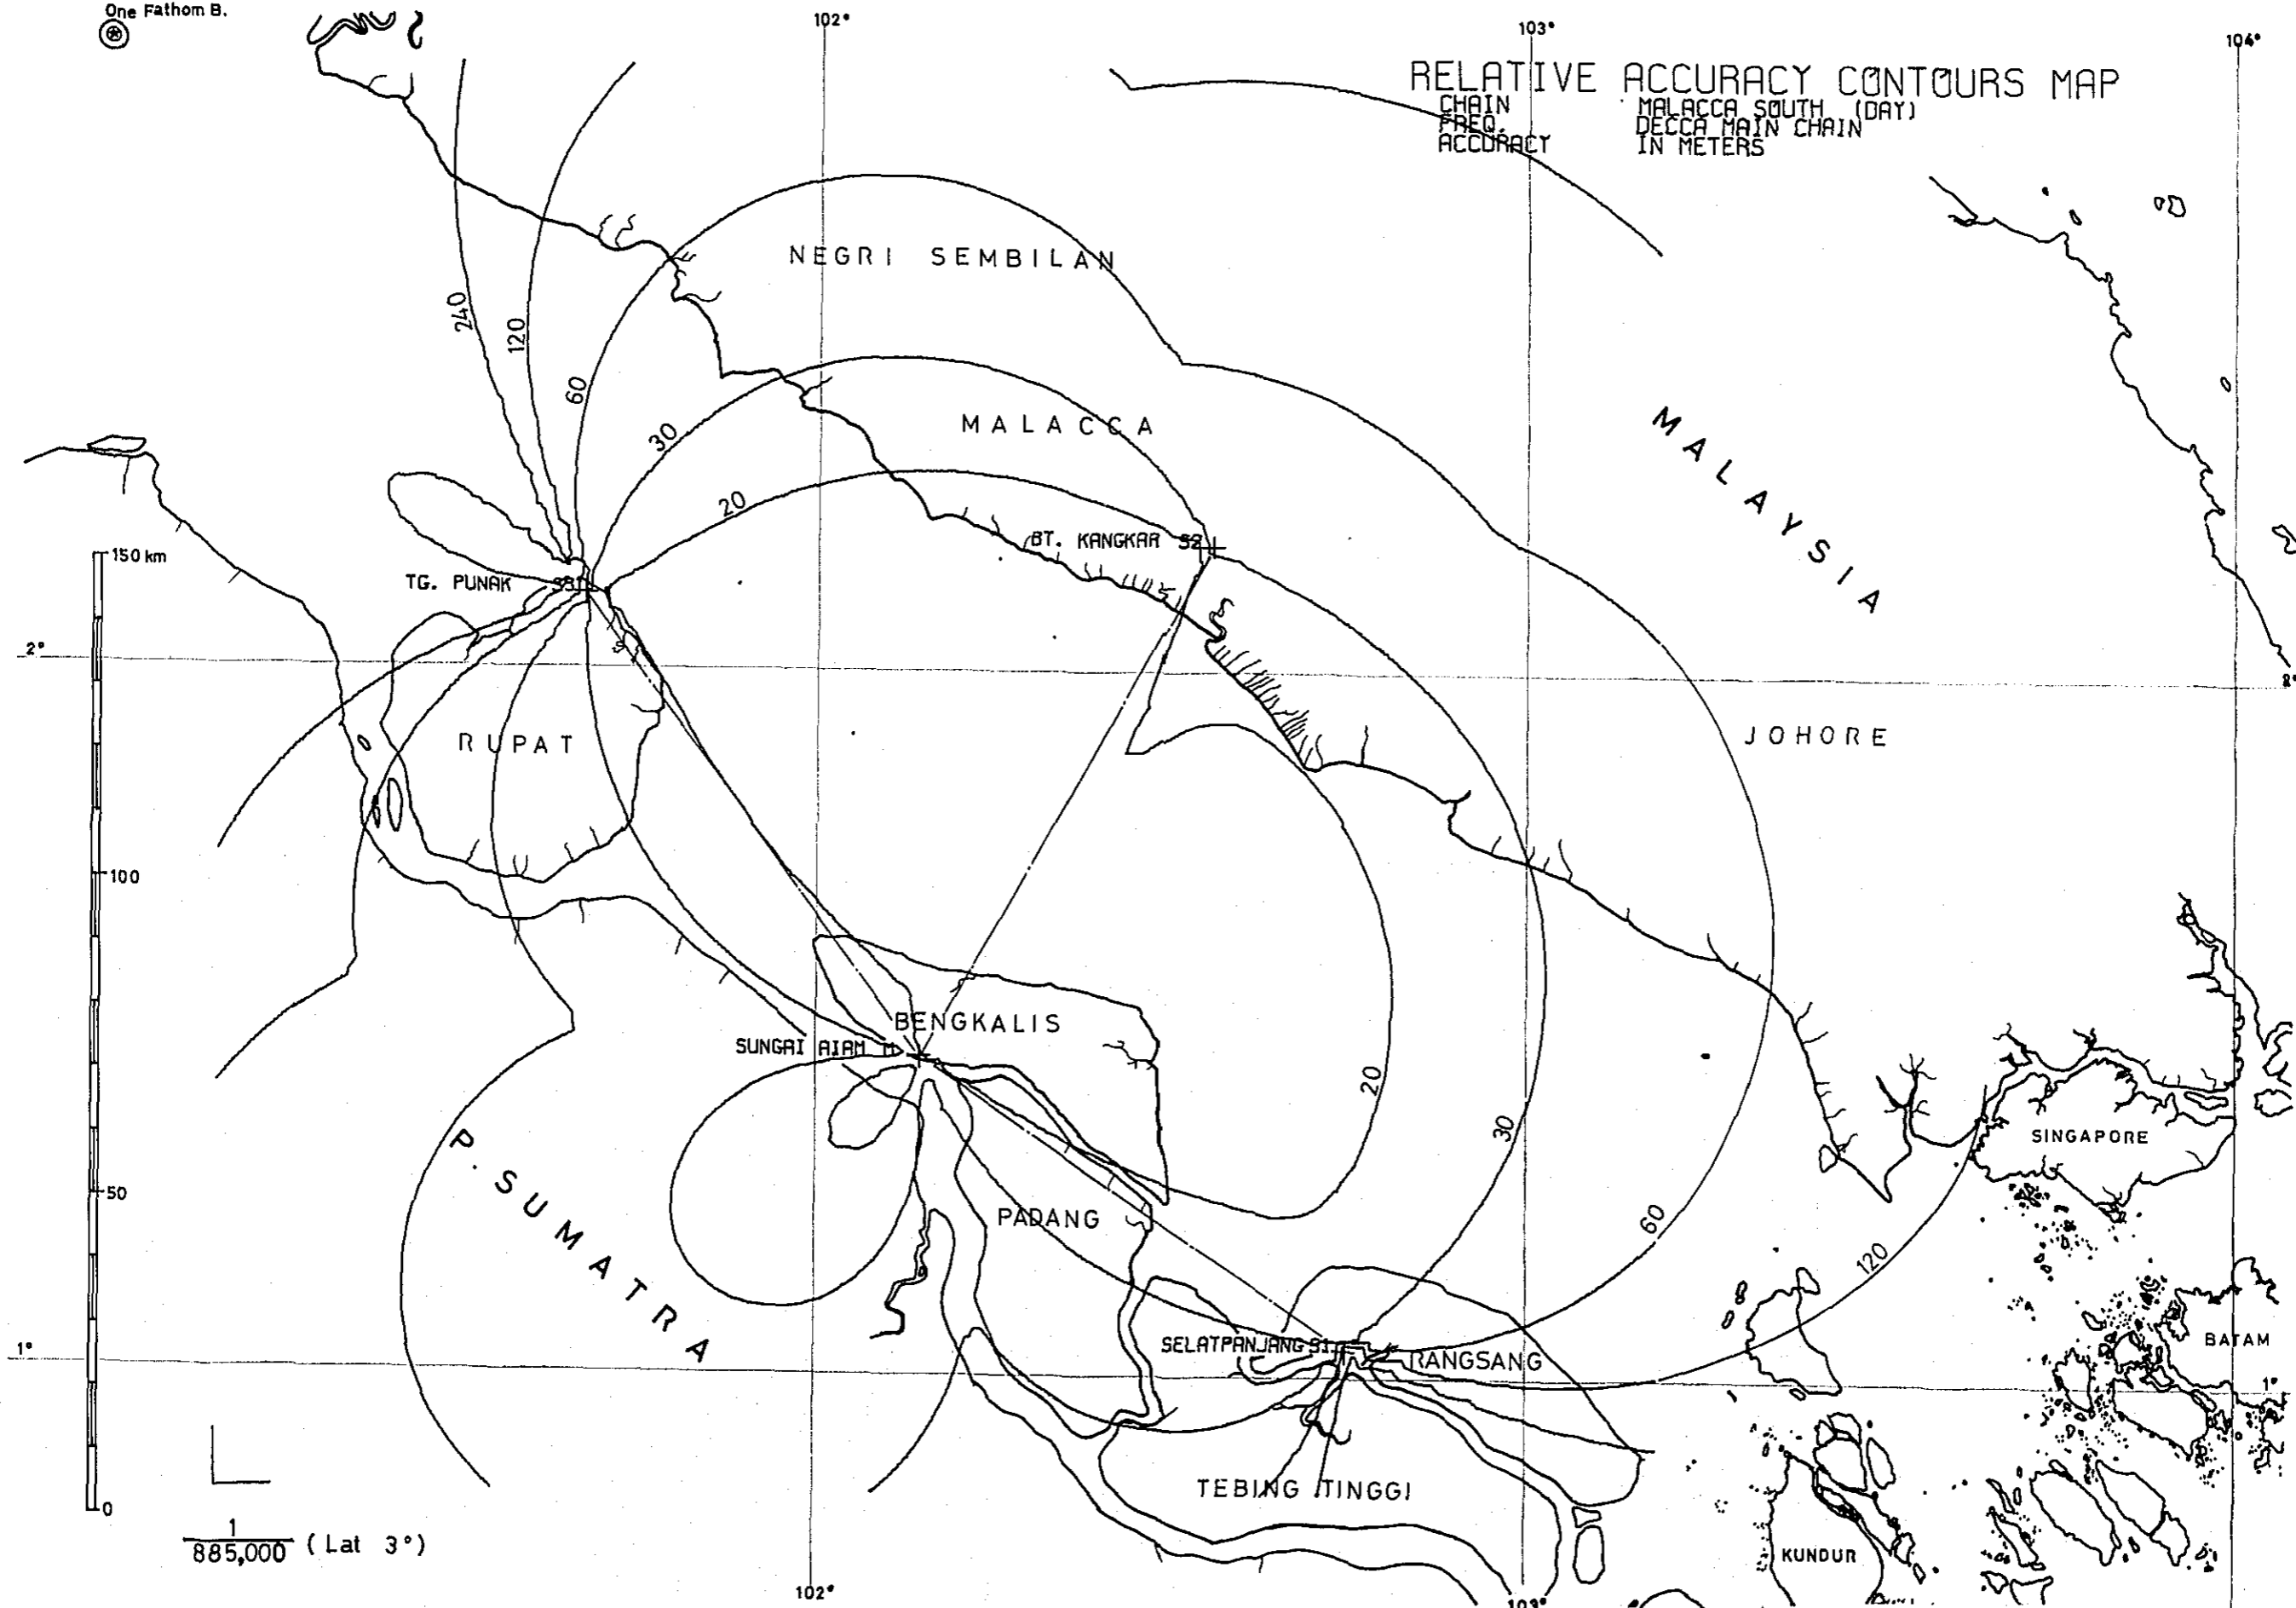 One Fathom B.
102°
103°
104°
RELATIVE ACCURACY CONTOURS MAP
CHAIN MALACCA SOUTH (DAY)
FREQ. DECCA MAIN CHAIN
ACCURACY IN METERS
NEGRI SEMBILAN
240
120
60
30
20
MALACCA
MALAYSIA
BT. KANGKAR S2
150 km
TG. PUNAK
2°
2°
RUPAT
JOHORE
100
BENGKALIS
SUNGAI AIAM M
20
30
60
120
SINGAPORE
50
P. SUMATRA
PADANG
SELATPANJANG S1
RANGSANG
BATAM
1°
1°
TEBING TINGGI
0
1
885,000 (Lat 3°)
KUNDUR
102°
103°